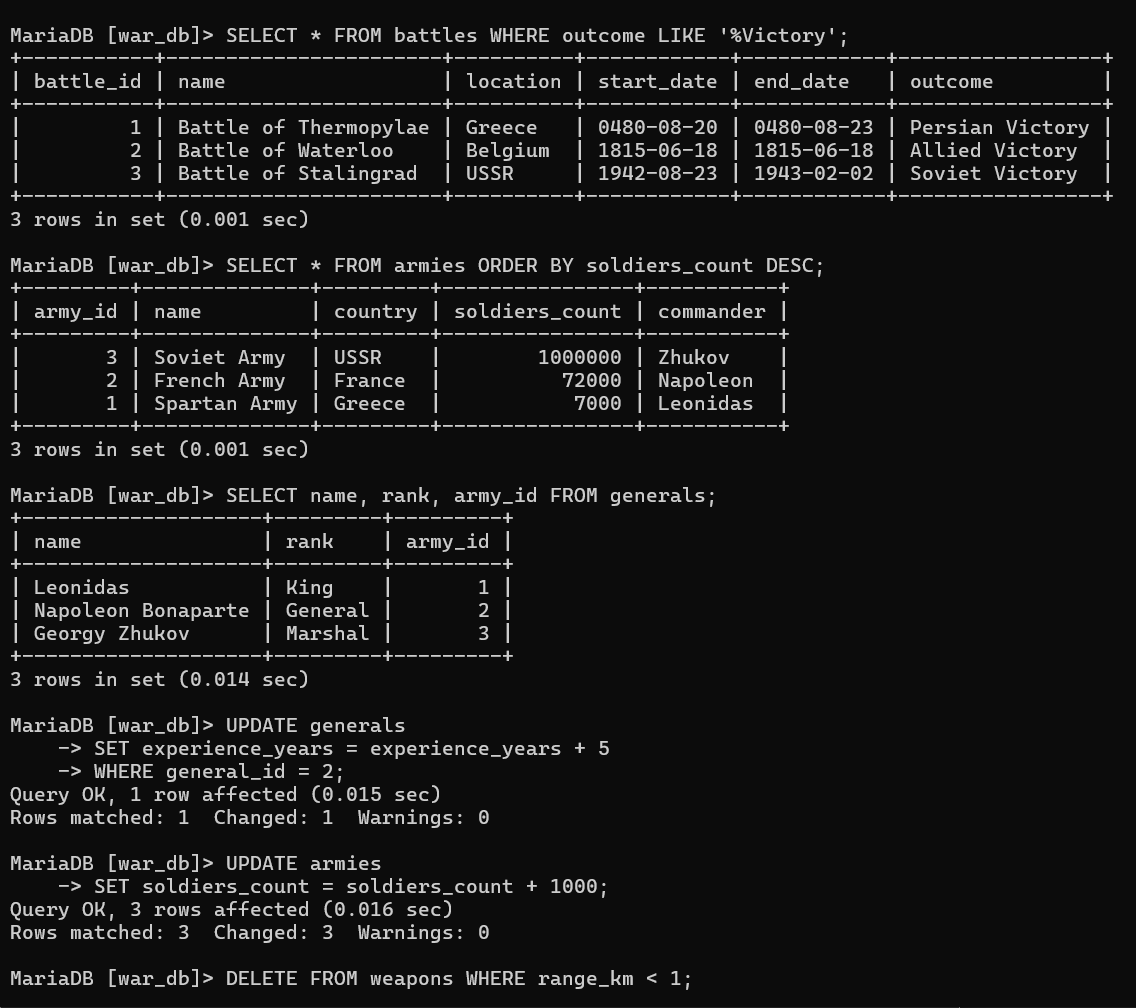 MariaDB [war_db]> SELECT * FROM battles WHERE outcome LIKE '%Victory';
+-----------+-----------------------+----------+------------+------------+-----------------+
| battle_id | name                  | location | start_date | end_date   | outcome         |
+-----------+-----------------------+----------+------------+------------+-----------------+
|         1 | Battle of Thermopylae | Greece   | 0480-08-20 | 0480-08-23 | Persian Victory |
|         2 | Battle of Waterloo    | Belgium  | 1815-06-18 | 1815-06-18 | Allied Victory  |
|         3 | Battle of Stalingrad  | USSR     | 1942-08-23 | 1943-02-02 | Soviet Victory  |
+-----------+-----------------------+----------+------------+------------+-----------------+
3 rows in set (0.001 sec)

MariaDB [war_db]> SELECT * FROM armies ORDER BY soldiers_count DESC;
+---------+--------------+---------+----------------+-----------+
| army_id | name         | country | soldiers_count | commander |
+---------+--------------+---------+----------------+-----------+
|       3 | Soviet Army  | USSR    |        1000000 | Zhukov    |
|       2 | French Army  | France  |          72000 | Napoleon  |
|       1 | Spartan Army | Greece  |           7000 | Leonidas  |
+---------+--------------+---------+----------------+-----------+
3 rows in set (0.001 sec)

MariaDB [war_db]> SELECT name, rank, army_id FROM generals;
+--------------------+---------+---------+
| name               | rank    | army_id |
+--------------------+---------+---------+
| Leonidas           | King    |       1 |
| Napoleon Bonaparte | General |       2 |
| Georgy Zhukov      | Marshal |       3 |
+--------------------+---------+---------+
3 rows in set (0.014 sec)

MariaDB [war_db]> UPDATE generals
    -> SET experience_years = experience_years + 5
    -> WHERE general_id = 2;
Query OK, 1 row affected (0.015 sec)
Rows matched: 1  Changed: 1  Warnings: 0

MariaDB [war_db]> UPDATE armies
    -> SET soldiers_count = soldiers_count + 1000;
Query OK, 3 rows affected (0.016 sec)
Rows matched: 3  Changed: 3  Warnings: 0

MariaDB [war_db]> DELETE FROM weapons WHERE range_km < 1;